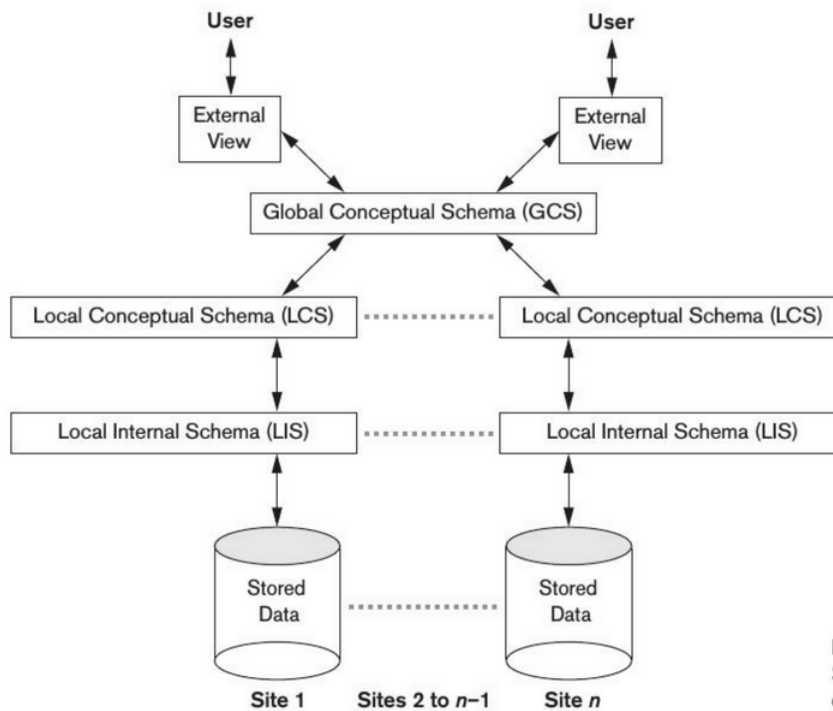 User User
External
View
External
View
Global Conceptual Schema (GCS)
Local Conceptual Schema (LCS) Local Conceptual Schema (LCS)
Local Internal Schema (LIS) Local Internal Schema (LIS)
Stored
Data
Stored
Data
Site 1 Sites 2 to n–1 Site n